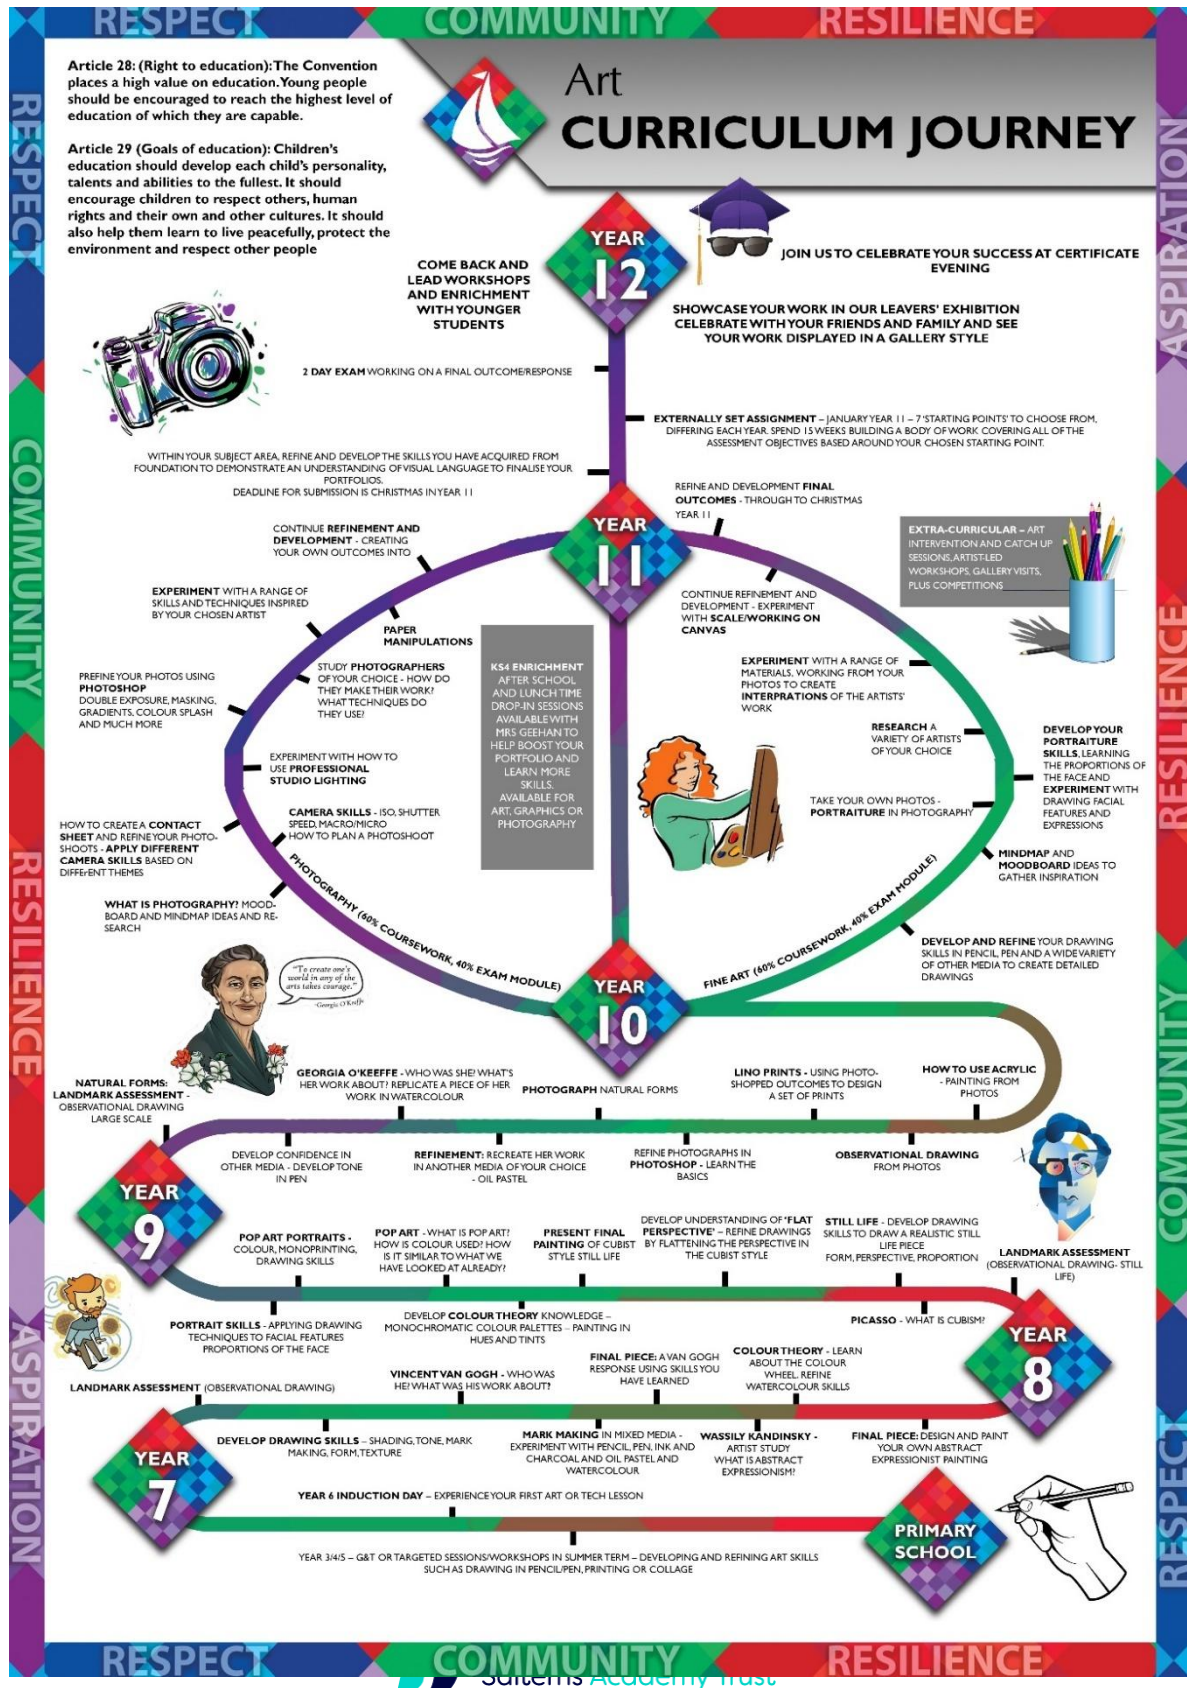 RESPECT
COMMUNITY
RESILIENCE
Article 28: (Right to education): The Convention
places a high value on education. Young people
should be encouraged to reach the highest level of
education of which they are capable.
Article 29 (Goals of education): Children's
education should develop each child's personality,
talents and abilities to the fullest. It should
encourage children to respect others, human
rights and their own and other cultures. It should
also help them learn to live peacefully, protect the
environment and respect other people
Art
CURRICULUM JOURNEY
RESPECT
COMMUNITY
RESILIENCE
ASPIRATION
ASPIRATION
RESILIENCE
COMMUNITY
RESPECT
YEAR
12
JOIN US TO CELEBRATE YOUR SUCCESS AT CERTIFICATE
EVENING
COME BACK AND
LEAD WORKSHOPS
AND ENRICHMENT
WITH YOUNGER
STUDENTS
SHOWCASE YOUR WORK IN OUR LEAVERS' EXHIBITION
CELEBRATE WITH YOUR FRIENDS AND FAMILY AND SEE
YOUR WORK DISPLAYED IN A GALLERY STYLE
2 DAY EXAM WORKING ON A FINAL OUTCOME/RESPONSE
EXTERNALLY SET ASSIGNMENT – JANUARY YEAR 11 – 7 'STARTING POINTS' TO CHOOSE FROM,
DIFFERING EACH YEAR. SPEND 15 WEEKS BUILDING A BODY OF WORK COVERING ALL OF THE
ASSESSMENT OBJECTIVES BASED AROUND YOUR CHOSEN STARTING POINT.
WITHIN YOUR SUBJECT AREA, REFINE AND DEVELOP THE SKILLS YOU HAVE ACQUIRED FROM
FOUNDATION TO DEMONSTRATE AN UNDERSTANDING OF VISUAL LANGUAGE TO FINALISE YOUR
PORTFOLIOS.
DEADLINE FOR SUBMISSION IS CHRISTMAS IN YEAR 11
YEAR
11
REFINE AND DEVELOPMENT FINAL
OUTCOMES - THROUGH TO CHRISTMAS
YEAR 11
EXTRA-CURRICULAR – ART
INTERVENTION AND CATCH UP
SESSIONS, ARTIST-LED
WORKSHOPS, GALLERY VISITS,
PLUS COMPETITIONS
CONTINUE REFINEMENT AND
DEVELOPMENT - CREATING
YOUR OWN OUTCOMES INTO
EXPERIMENT WITH A RANGE OF
SKILLS AND TECHNIQUES INSPIRED
BY YOUR CHOSEN ARTIST
PAPER
MANIPULATIONS
CONTINUE REFINEMENT AND
DEVELOPMENT - EXPERIMENT
WITH SCALE/WORKING ON
CANVAS
PREFINE YOUR PHOTOS USING
PHOTOSHOP
DOUBLE EXPOSURE, MASKING,
GRADIENTS, COLOUR SPLASH
AND MUCH MORE
STUDY PHOTOGRAPHERS
OF YOUR CHOICE - HOW DO
THEY MAKE THEIR WORK?
WHAT TECHNIQUES DO
THEY USE?
KS4 ENRICHMENT
AFTER SCHOOL
AND LUNCH TIME
DROP-IN SESSIONS
AVAILABLE WITH
MRS GEEHAN TO
HELP BOOST YOUR
PORTFOLIO AND
LEARN MORE
SKILLS.
AVAILABLE FOR
ART, GRAPHICS OR
PHOTOGRAPHY
EXPERIMENT WITH A RANGE OF
MATERIALS, WORKING FROM YOUR
PHOTOS TO CREATE
INTERPRATIONS OF THE ARTISTS'
WORK
RESEARCH A
VARIETY OF ARTISTS
OF YOUR CHOICE
DEVELOP YOUR
PORTRAITURE
SKILLS, LEARNING
THE PROPORTIONS OF
THE FACE AND
EXPERIMENT WITH
DRAWING FACIAL
FEATURES AND
EXPRESSIONS
EXPERIMENT WITH HOW TO
USE PROFESSIONAL
STUDIO LIGHTING
TAKE YOUR OWN PHOTOS -
PORTRAITURE IN PHOTOGRAPHY
HOW TO CREATE A CONTACT
SHEET AND REFINE YOUR PHOTO-
SHOOTS - APPLY DIFFERENT
CAMERA SKILLS BASED ON
DIFFErENT THEMES
CAMERA SKILLS - ISO, SHUTTER
SPEED, MACRO/MICRO
HOW TO PLAN A PHOTOSHOOT
MINDMAP AND
MOODBOARD IDEAS TO
GATHER INSPIRATION
WHAT IS PHOTOGRAPHY? MOOD-
BOARD AND MINDMAP IDEAS AND RE-
SEARCH
PHOTOGRAPHY (60% COURSEWORK, 40% EXAM MODULE)
FINE ART (60% COURSEWORK, 40% EXAM MODULE)
DEVELOP AND REFINE YOUR DRAWING
SKILLS IN PENCIL, PEN AND A WIDE VARIETY
OF OTHER MEDIA TO CREATE DETAILED
DRAWINGS
"To create one's
world in any of the
arts takes courage."
-Georgia O'Keeffe
YEAR
10
NATURAL FORMS:
LANDMARK ASSESSMENT -
OBSERVATIONAL DRAWING
LARGE SCALE
GEORGIA O'KEEFFE - WHO WAS SHE? WHAT'S
HER WORK ABOUT? REPLICATE A PIECE OF HER
WORK IN WATERCOLOUR
PHOTOGRAPH NATURAL FORMS
LINO PRINTS - USING PHOTO-
SHOPPED OUTCOMES TO DESIGN
A SET OF PRINTS
HOW TO USE ACRYLIC
- PAINTING FROM
PHOTOS
DEVELOP CONFIDENCE IN
OTHER MEDIA - DEVELOP TONE
IN PEN
REFINEMENT: RECREATE HER WORK
IN ANOTHER MEDIA OF YOUR CHOICE
- OIL PASTEL
REFINE PHOTOGRAPHS IN
PHOTOSHOP - LEARN THE
BASICS
OBSERVATIONAL DRAWING
FROM PHOTOS
YEAR
9
POP ART PORTRAITS -
COLOUR, MONOPRINTING,
DRAWING SKILLS
POP ART - WHAT IS POP ART?
HOW IS COLOUR USED? HOW
IS IT SIMILAR TO WHAT WE
HAVE LOOKED AT ALREADY?
PRESENT FINAL
PAINTING OF CUBIST
STYLE STILL LIFE
DEVELOP UNDERSTANDING OF 'FLAT
PERSPECTIVE' – REFINE DRAWINGS
BY FLATTENING THE PERSPECTIVE IN
THE CUBIST STYLE
STILL LIFE - DEVELOP DRAWING
SKILLS TO DRAW A REALISTIC STILL
LIFE PIECE
FORM, PERSPECTIVE, PROPORTION
LANDMARK ASSESSMENT
(OBSERVATIONAL DRAWING- STILL
LIFE)
PORTRAIT SKILLS - APPLYING DRAWING
TECHNIQUES TO FACIAL FEATURES
PROPORTIONS OF THE FACE
DEVELOP COLOUR THEORY KNOWLEDGE –
MONOCHROMATIC COLOUR PALETTES – PAINTING IN
HUES AND TINTS
PICASSO - WHAT IS CUBISM?
YEAR
8
LANDMARK ASSESSMENT (OBSERVATIONAL DRAWING)
VINCENT VAN GOGH - WHO WAS
HE? WHAT WAS HIS WORK ABOUT?
FINAL PIECE: A VAN GOGH
RESPONSE USING SKILLS YOU
HAVE LEARNED
COLOUR THEORY - LEARN
ABOUT THE COLOUR
WHEEL. REFINE
WATERCOLOUR SKILLS
DEVELOP DRAWING SKILLS – SHADING, TONE, MARK
MAKING, FORM, TEXTURE
MARK MAKING IN MIXED MEDIA -
EXPERIMENT WITH PENCIL, PEN, INK AND
CHARCOAL AND OIL PASTEL AND
WATERCOLOUR
WASSILY KANDINSKY -
ARTIST STUDY
WHAT IS ABSTRACT
EXPRESSIONISM?
FINAL PIECE: DESIGN AND PAINT
YOUR OWN ABSTRACT
EXPRESSIONIST PAINTING
YEAR
7
YEAR 6 INDUCTION DAY – EXPERIENCE YOUR FIRST ART OR TECH LESSON
PRIMARY
SCHOOL
YEAR 3/4/5 – G&T OR TARGETED SESSIONS/WORKSHOPS IN SUMMER TERM – DEVELOPING AND REFINING ART SKILLS
SUCH AS DRAWING IN PENCIL/PEN, PRINTING OR COLLAGE
RESPECT
COMMUNITY
RESILIENCE
Salterns Academy Trust